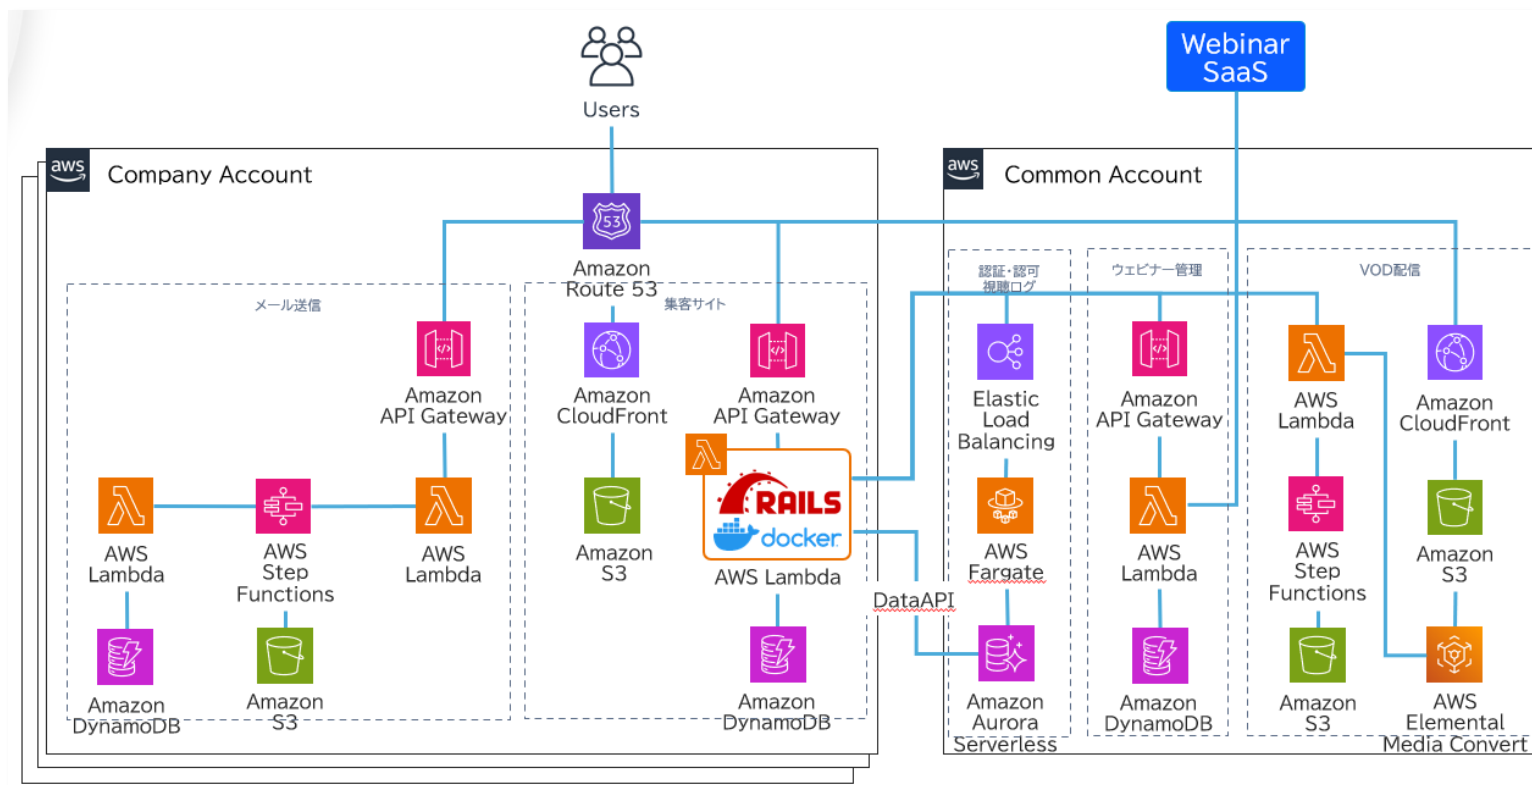 Webinar
SaaS
Users
aws
Company Account
aws
Common Account
53
Amazon
Route 53
メール送信
集客サイト
認証・認可
視聴ログ
ウェビナー管理
VOD配信
Amazon
API Gateway
Amazon
CloudFront
Amazon
API Gateway
Elastic
Load
Balancing
Amazon
API Gateway
AWS
Lambda
Amazon
CloudFront
AWS
Lambda
AWS
Step
Functions
AWS
Lambda
Amazon
S3
RAILS
docker
AWS Lambda
DataAPI
AWS
Fargate
AWS
Lambda
AWS
Step
Functions
Amazon
S3
Amazon
DynamoDB
Amazon
S3
Amazon
DynamoDB
Amazon
Aurora
Serverless
Amazon
DynamoDB
Amazon
S3
AWS
Elemental
Media Convert